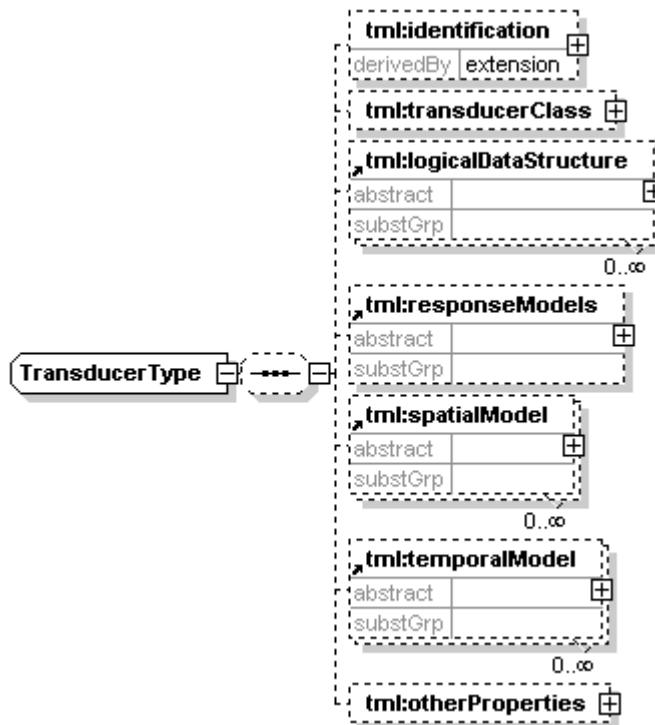 tml:identification
derivedBy extension
tml:transducerClass
tml:logicalDataStructure
abstract
substGrp
0..∞
tml:responseModels
abstract
substGrp
TransducerType
tml:spatialModel
abstract
substGrp
0..∞
tml:temporalModel
abstract
substGrp
0..∞
tml:otherProperties